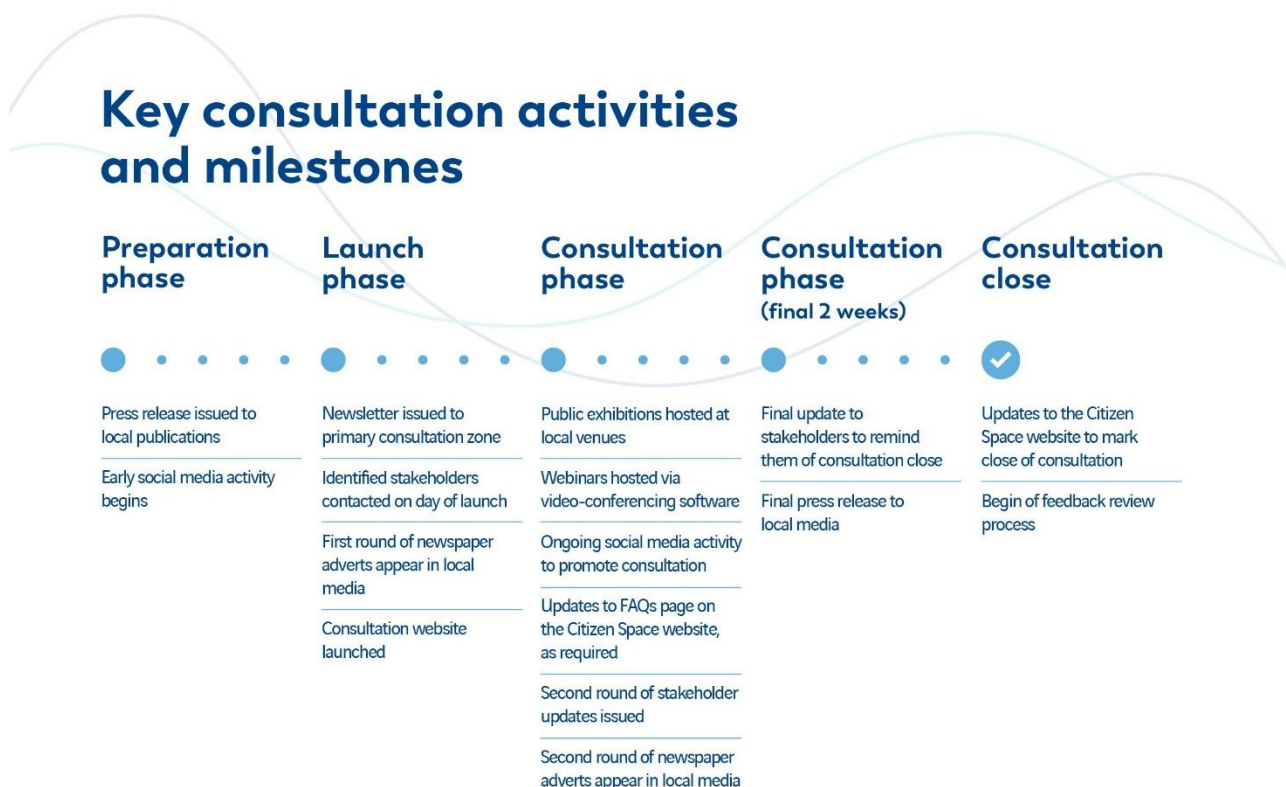 Key consultation activities
and milestones
Preparation
phase
Press release issued to
local publications
Early social media activity
begins
Launch
phase
Newsletter issued to
primary consultation zone
Identified stakeholders
contacted on day of launch
First round of newspaper
adverts appear in local
media
Consultation website
launched
Consultation
phase
Public exhibitions hosted at
local venues
Webinars hosted via
video-conferencing software
Ongoing social media activity
to promote consultation
Updates to FAQs page on
the Citizen Space website,
as required
Second round of stakeholder
updates issued
Second round of newspaper
adverts appear in local media
Consultation
phase
(final 2 weeks)
Final update to
stakeholders to remind
them of consultation close
Final press release to
local media
Consultation
close
Updates to the Citizen
Space website to mark
close of consultation
Begin of feedback review
process